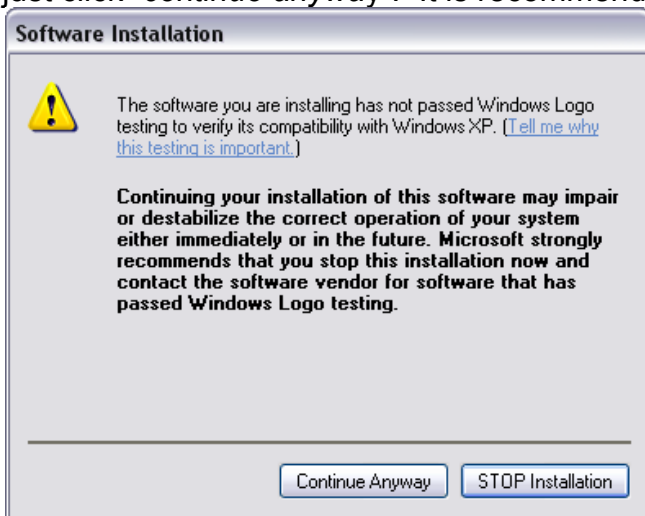 just click "continue anyway". It is recommend
Software Installation
The software you are installing has not passed Windows Logo
testing to verify its compatibility with Windows XP. (Tell me why
this testing is important.)
Continuing your installation of this software may impair
or destabilize the correct operation of your system
either immediately or in the future. Microsoft strongly
recommends that you stop this installation now and
contact the software vendor for software that has
passed Windows Logo testing.
Continue Anyway STOP Installation